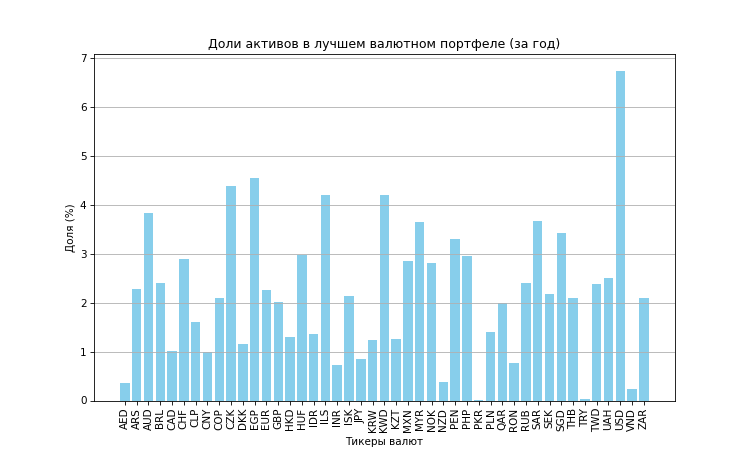 Доли активов в лучшем валютном портфеле (за год)
Доля (%)
7
6
5
4
3
2
1
0
AED ARS AUD BRL CAD CHF CLP CNY COP CZK DKK EGP EUR GBP HKD HUF IDR ILS INR ISK JPY KRW KWD KZT MXN MYR NOK NZD PEN PHP PKR PLN QAR RON RUB SAR SEK SGD THB TRY TWD UAH USD VND ZAR
Тикеры валют